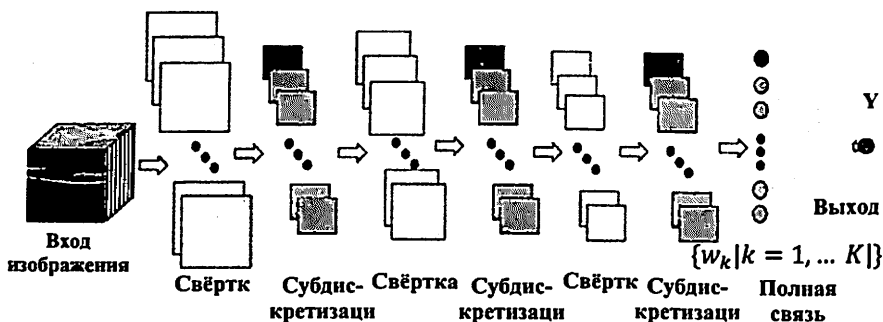 Y
Выход
Вход
изображения
{w_k|k = 1, … K|}
Свёртк
Субдис-
кретизаци
Свёртка
Субдис-
кретизаци
Свёртк
Субдис-
кретизаци
Полная
связь